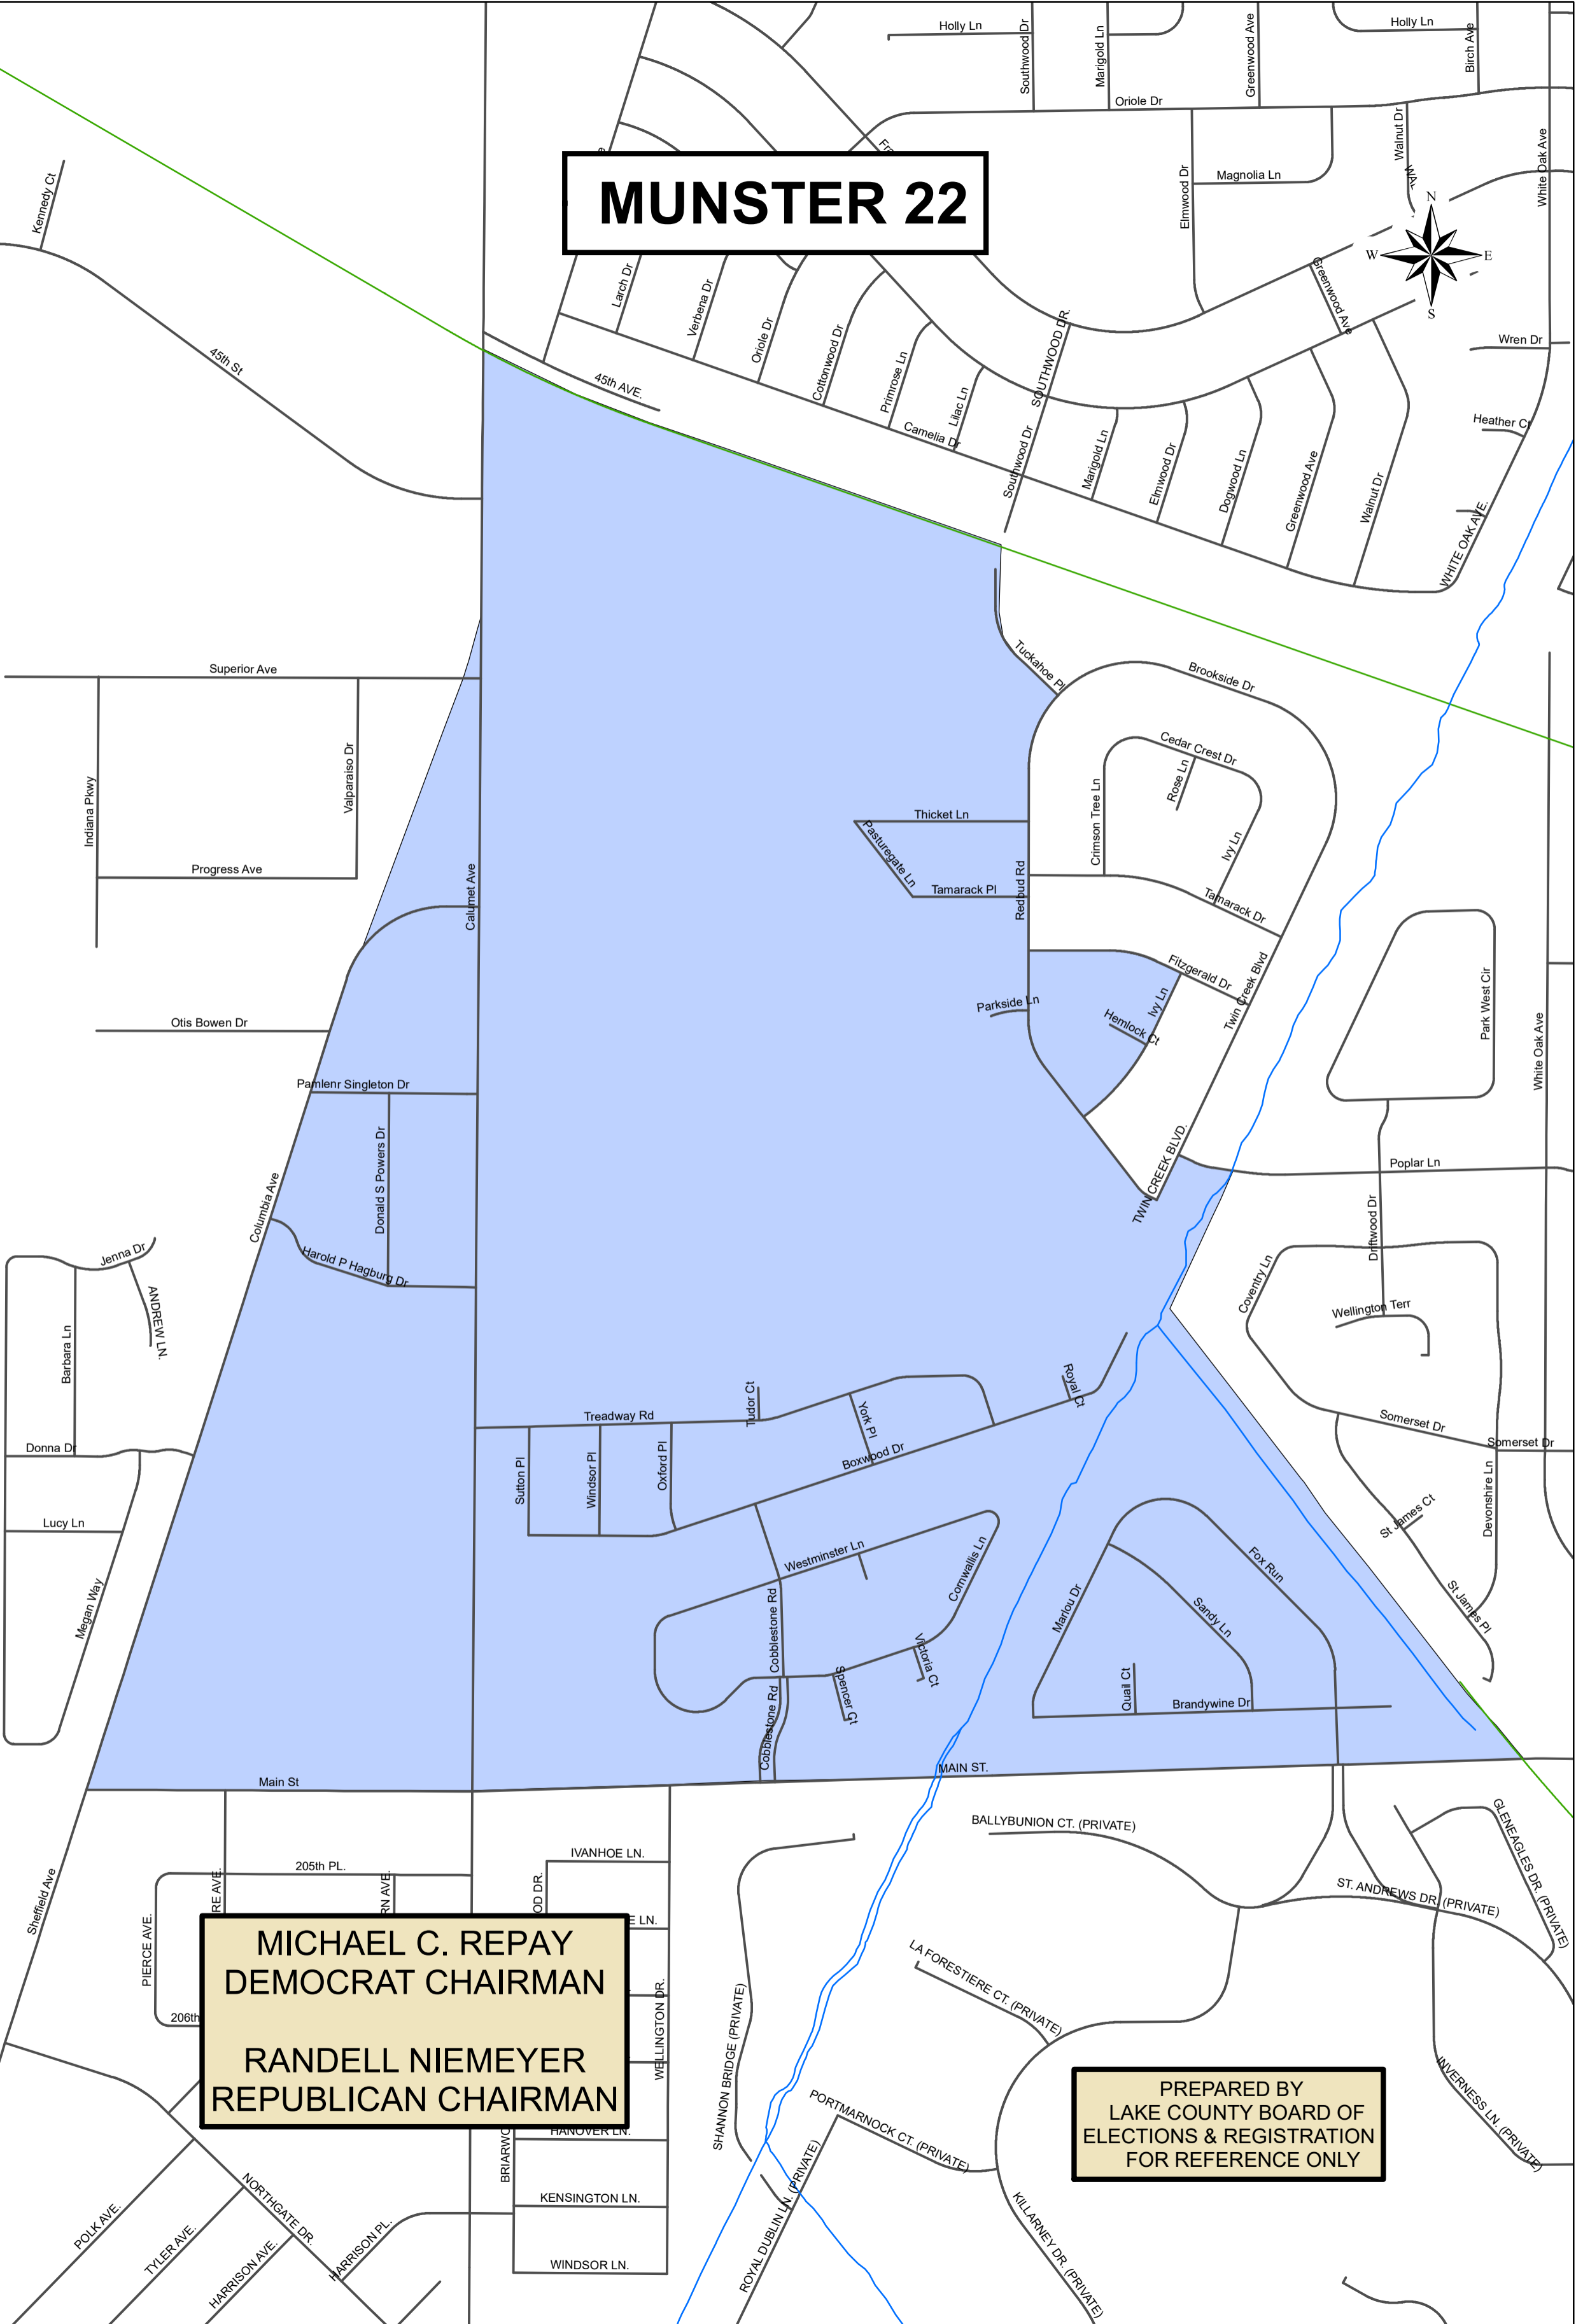 Holly Ln
Holly Ln
Southwood Dr
Marigold Ln
Greenwood Ave
Birch Ave
Oriole Dr
Walnut Dr
White Oak Ave
MUNSTER 22
Elmwood Dr
Magnolia Ln
Kennedy Ct
N
W
E
S
Larch Dr
Verbena Dr
Oriole Dr
Cottonwood Dr
Primrose Ln
Lilac Ln
SOUTHWOOD DR.
Greenwood Ave
Wren Dr
45th St
45th AVE.
Camelia Dr
Southwood Dr
Marigold Ln
Elmwood Dr
Dogwood Ln
Greenwood Ave
Walnut Dr
Heather Ct
WHITE OAK AVE.
Superior Ave
Tuckahoe Pl
Brookside Dr
Indiana Pkwy
Valparaiso Dr
Cedar Crest Dr
Rose Ln
Crimson Tree Ln
Ivy Ln
Thicket Ln
Pasturegate Ln
Tamarack Pl
Redbud Rd
Tamarack Dr
Progress Ave
Calumet Ave
Fitzgerald Dr
Twin Creek Blvd
Ivy Ln
Hemlock Ct
Parkside Ln
Park West Cir
White Oak Ave
Otis Bowen Dr
Pamlenr Singleton Dr
Donald S Powers Dr
Columbia Ave
Harold P Hagburg Dr
TWIN CREEK BLVD.
Poplar Ln
Driftwood Dr
Coventry Ln
Wellington Terr
Jenna Dr
ANDREW LN.
Barbara Ln
Donna Dr
Lucy Ln
Megan Way
Treadway Rd
Tudor Ct
York Pl
Royal Ct
Boxwood Dr
Sutton Pl
Windsor Pl
Oxford Pl
Somerset Dr
Somerset Dr
Devonshire Ln
St James Ct
St James Pl
Westminster Ln
Cornwallis Ln
Cobblestone Rd
Cobblestone Rd
Victoria Ct
Spencer Ct
Marlou Dr
Sandy Ln
Fox Run
Quail Ct
Brandywine Dr
Main St
MAIN ST.
Sheffield Ave
205th PL.
PIERCE AVE.
206th
IVANHOE LN.
WELLINGTON DR.
BALLYBUNION CT. (PRIVATE)
GLENEAGLES DR. (PRIVATE)
ST. ANDREWS DR. (PRIVATE)
LA FORESTIERE CT. (PRIVATE)
SHANNON BRIDGE (PRIVATE)
PORTMARNOCK CT. (PRIVATE)
ROYAL DUBLIN LN. (PRIVATE)
KILLARNEY DR. (PRIVATE)
INVERNESS LN. (PRIVATE)
MICHAEL C. REPAY
DEMOCRAT CHAIRMAN
RANDELL NIEMEYER
REPUBLICAN CHAIRMAN
PREPARED BY
LAKE COUNTY BOARD OF
ELECTIONS & REGISTRATION
FOR REFERENCE ONLY
HANOVER LN.
KENSINGTON LN.
WINDSOR LN.
POLK AVE.
TYLER AVE.
HARRISON AVE.
NORTHGATE DR.
HARRISON PL.